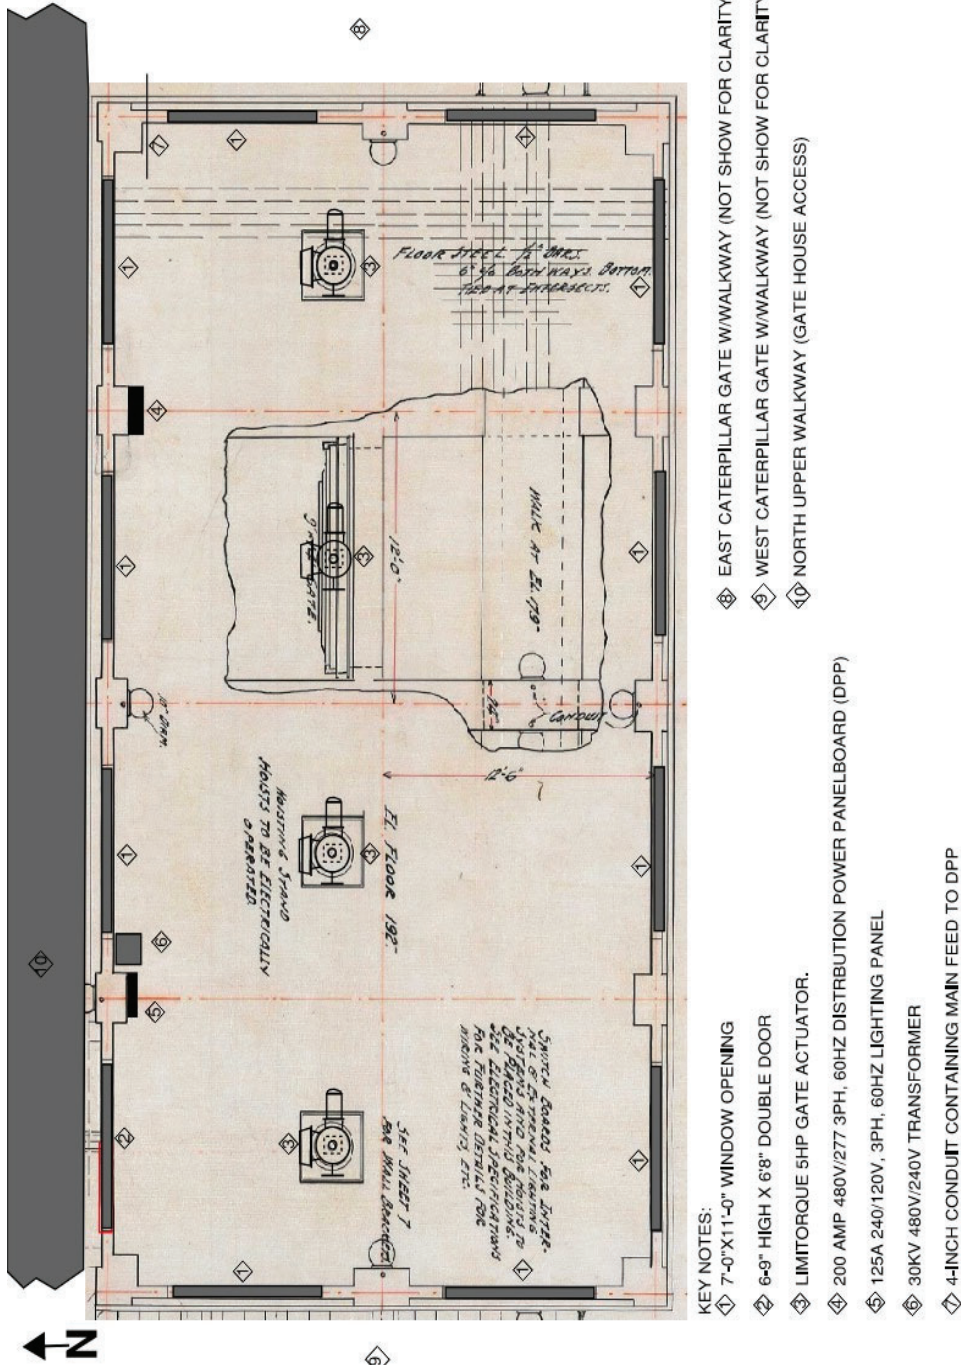 FLOOR STEEL ½" BARS.
6" c/c BOTH WAYS. BOTTOM.
TIED AT INTERSECTS.
GATE.
12'-0"
WALK AT EL. 179-
CONDUIT
10" DIAM.
12'-6"
HOISTING STAND
HOISTS TO BE ELECTRICALLY
OPERATED
EL. FLOOR 192-
SWITCH BOARDS FOR INTER-
NAL & EXTERNAL LIGHTING
SYSTEMS AND FOR HOISTS TO
BE PLACED IN THIS BUILDING.
SEE ELECTRICAL SPECIFICATIONS
FOR FURTHER DETAILS FOR
WIRING & LIGHTS, ETC.
SEE SHEET 7
FOR WALL BRACKETS
N
KEY NOTES:
1 7'-0"X11'-0" WINDOW OPENING
2 6-9" HIGH X 6'8" DOUBLE DOOR
3 LIMITORQUE 5HP GATE ACTUATOR.
4 200 AMP 480V/277 3PH, 60HZ DISTRBUTION POWER PANELBOARD (DPP)
5 125A 240/120V, 3PH, 60HZ LIGHTING PANEL
6 30KV 480V/240V TRANSFORMER
7 4-INCH CONDUIT CONTAINING MAIN FEED TO DPP
8 EAST CATERPILLAR GATE W/WALKWAY (NOT SHOW FOR CLARITY
9 WEST CATERPILLAR GATE W/WALKWAY (NOT SHOW FOR CLARITY
10 NORTH UPPER WALKWAY (GATE HOUSE ACCESS)